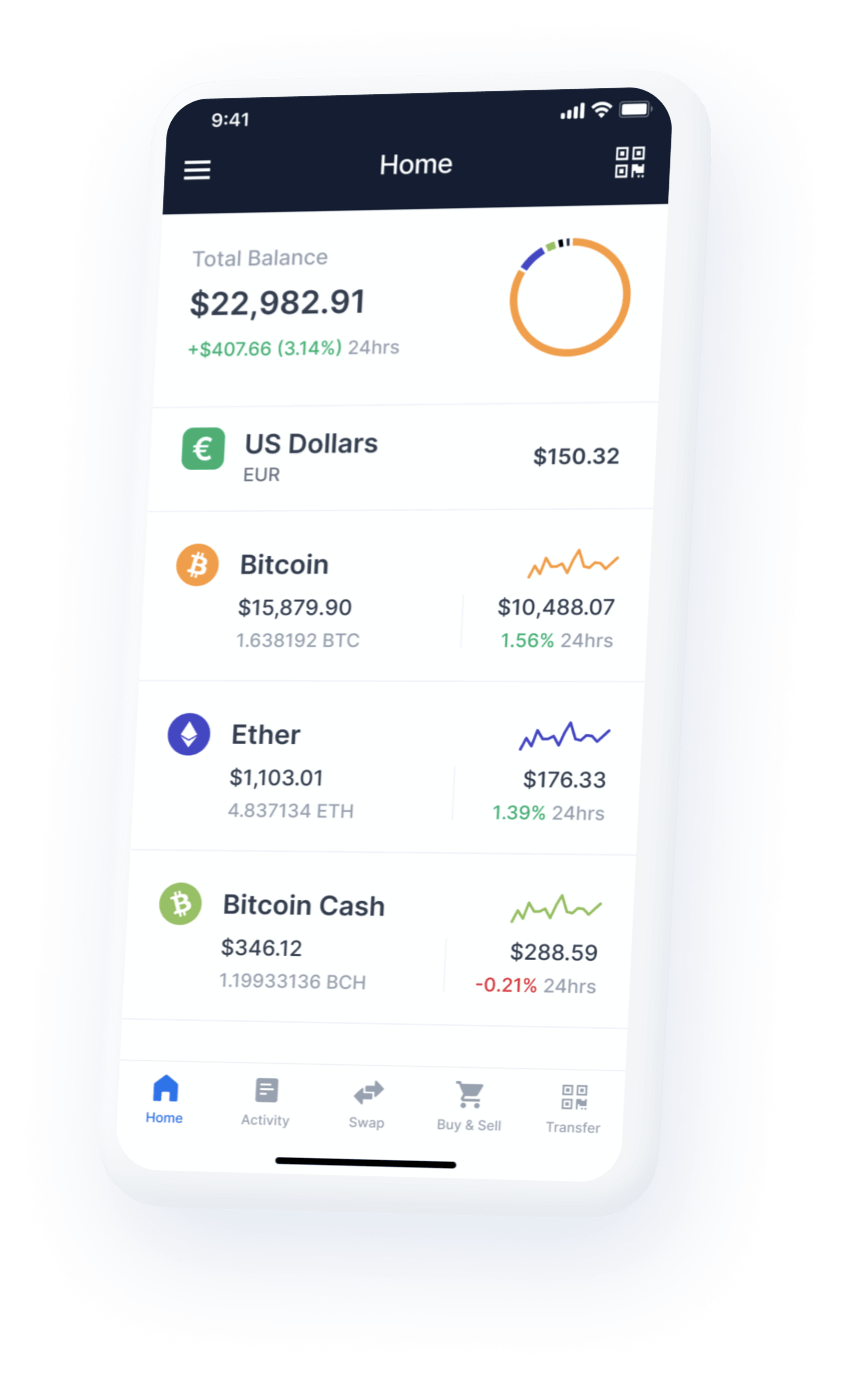 9:41
Home
Total Balance
$22,982.91
+$407.66 (3.14%) 24hrs
€
US Dollars
EUR
$150.32
Bitcoin
$15,879.90
1.638192 BTC
$10,488.07
1.56% 24hrs
Ether
$1,103.01
4.837134 ETH
$176.33
1.39% 24hrs
Bitcoin Cash
$346.12
1.19933136 BCH
$288.59
-0.21% 24hrs
Home
Activity
Swap
Buy & Sell
Transfer